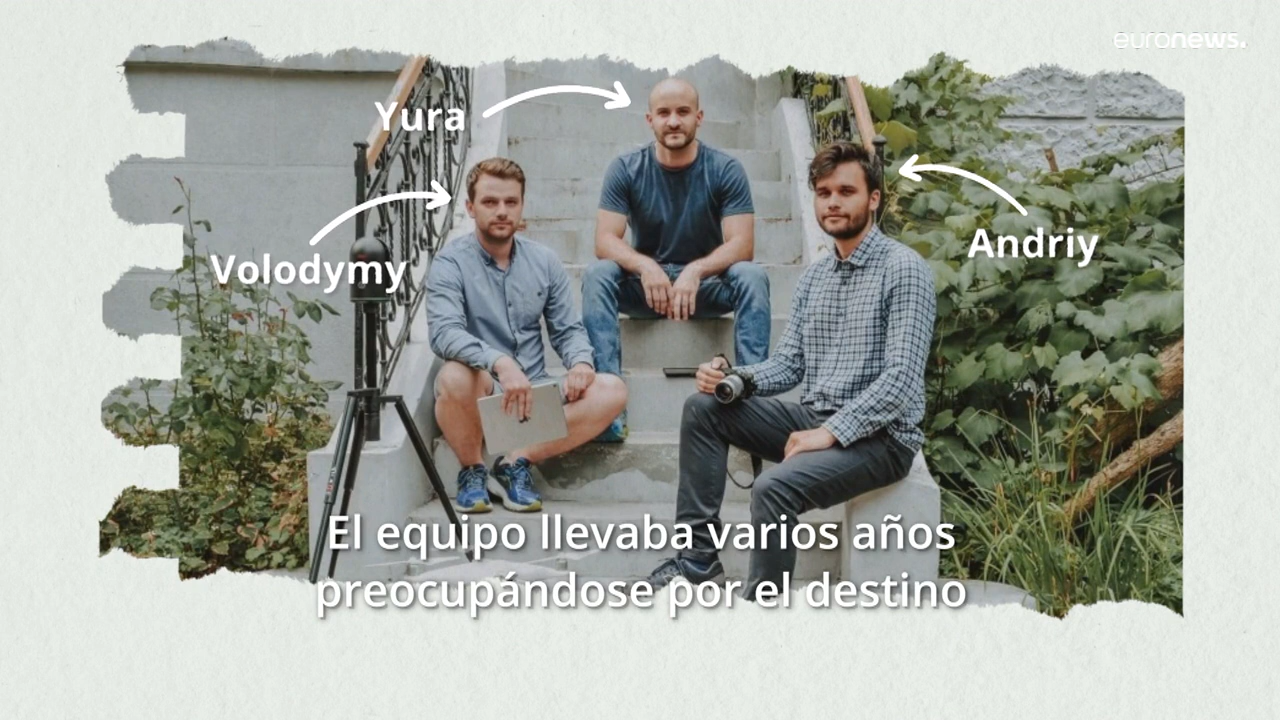 euronews.
Yura
Volodymy
Andriy
El equipo llevaba varios años
preocupándose por el destino